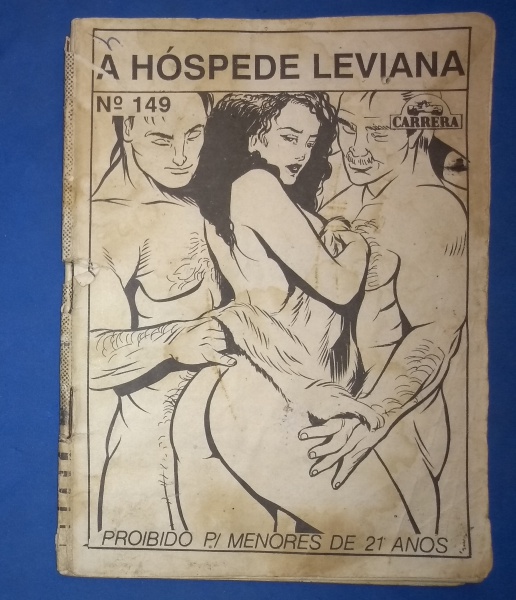 A HÓSPEDE LEVIANA
Nº 149
CARRERA
PROIBIDO P/ MENORES DE 21 ANOS